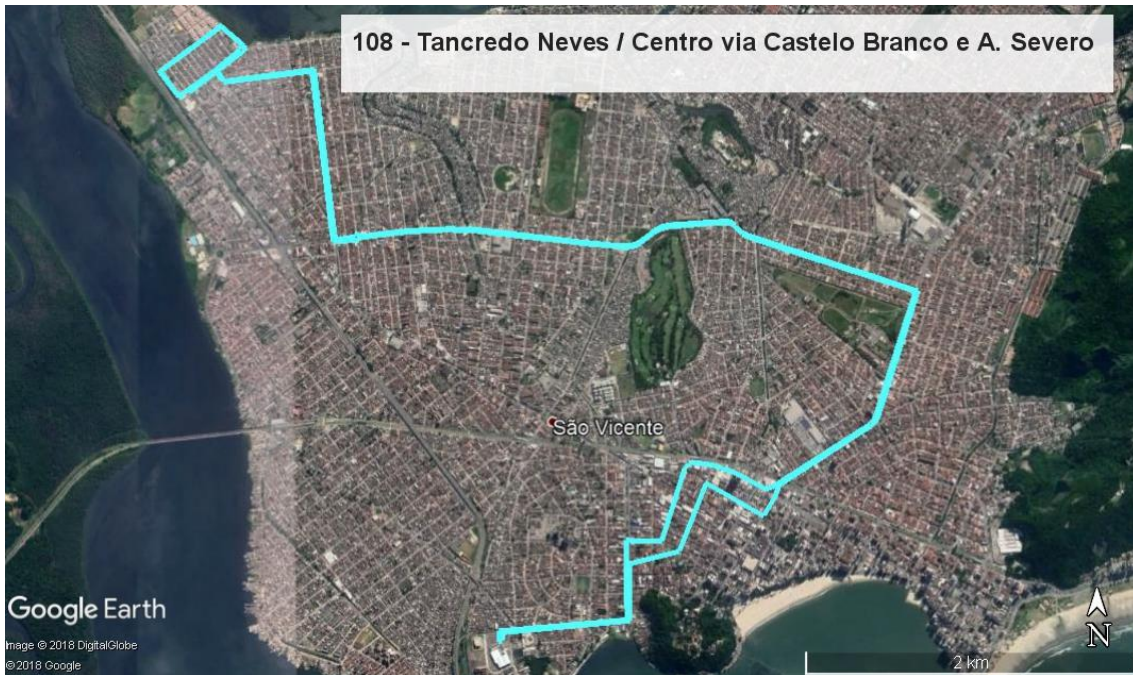 108 - Tancredo Neves / Centro via Castelo Branco e A. Severo
São Vicente
Google Earth
N
Image © 2018 DigitalGlobe
©2018 Google
2 km